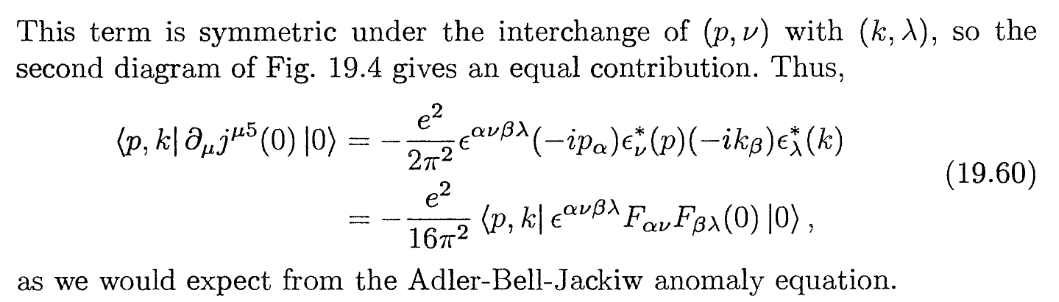 This term is symmetric under the interchange of (p, ν) with (k, λ), so the
second diagram of Fig. 19.4 gives an equal contribution. Thus,
⟨p, k| ∂_μ j^{μ5}(0) |0⟩ = −\frac{e^2}{2π^2} ϵ^{ανβλ}(−ip_α)ϵ^*_ν(p)(−ik_β)ϵ^*_λ(k)
= −\frac{e^2}{16π^2} ⟨p, k| ϵ^{ανβλ} F_{αν}F_{βλ}(0) |0⟩ ,
(19.60)
as we would expect from the Adler-Bell-Jackiw anomaly equation.